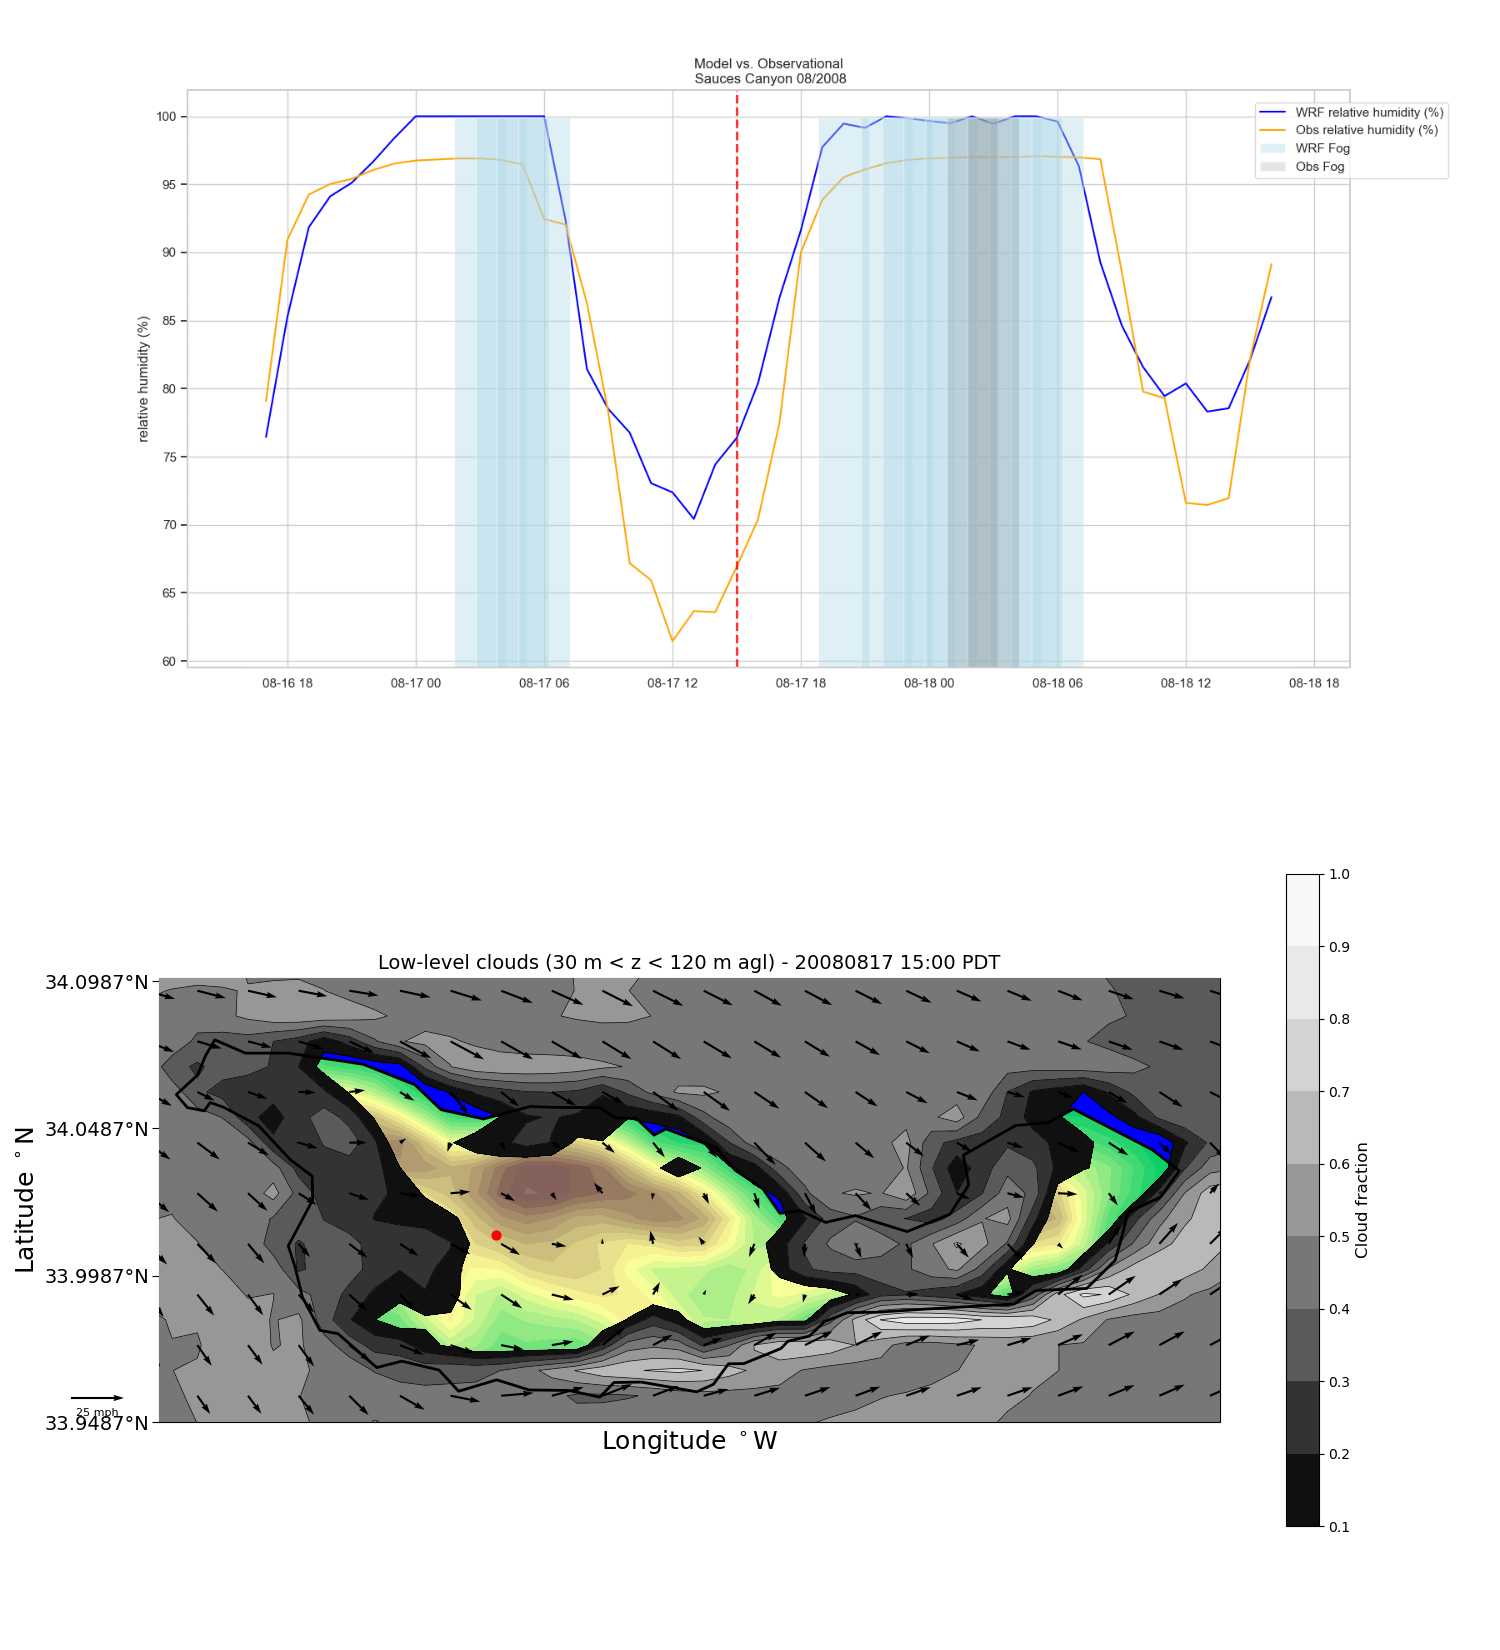 Model vs. Observational
Sauces Canyon 08/2008
WRF relative humidity (%)
Obs relative humidity (%)
WRF Fog
Obs Fog
relative humidity (%)
100
95
90
85
80
75
70
65
60
08-16 18
08-17 00
08-17 06
08-17 12
08-17 18
08-18 00
08-18 06
08-18 12
08-18 18
Low-level clouds (30 m < z < 120 m agl) - 20080817 15:00 PDT
34.0987°N
34.0487°N
33.9987°N
33.9487°N
Latitude °N
Longitude °W
25 mph
1.0
0.9
0.8
0.7
0.6
0.5
0.4
0.3
0.2
0.1
Cloud fraction